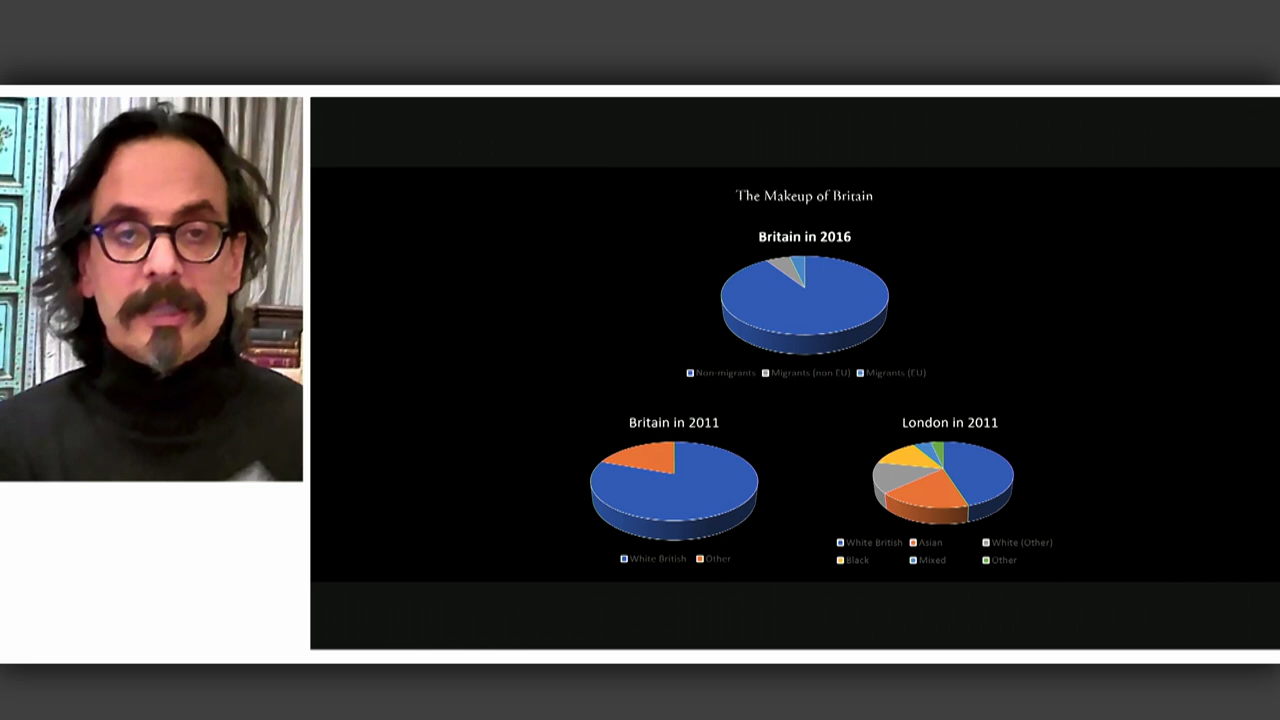 The Makeup of Britain
Britain in 2016
Non-migrants Migrants (non EU) Migrants (EU)
Britain in 2011
White British Other
London in 2011
White British Asian White (Other)
Black Mixed Other